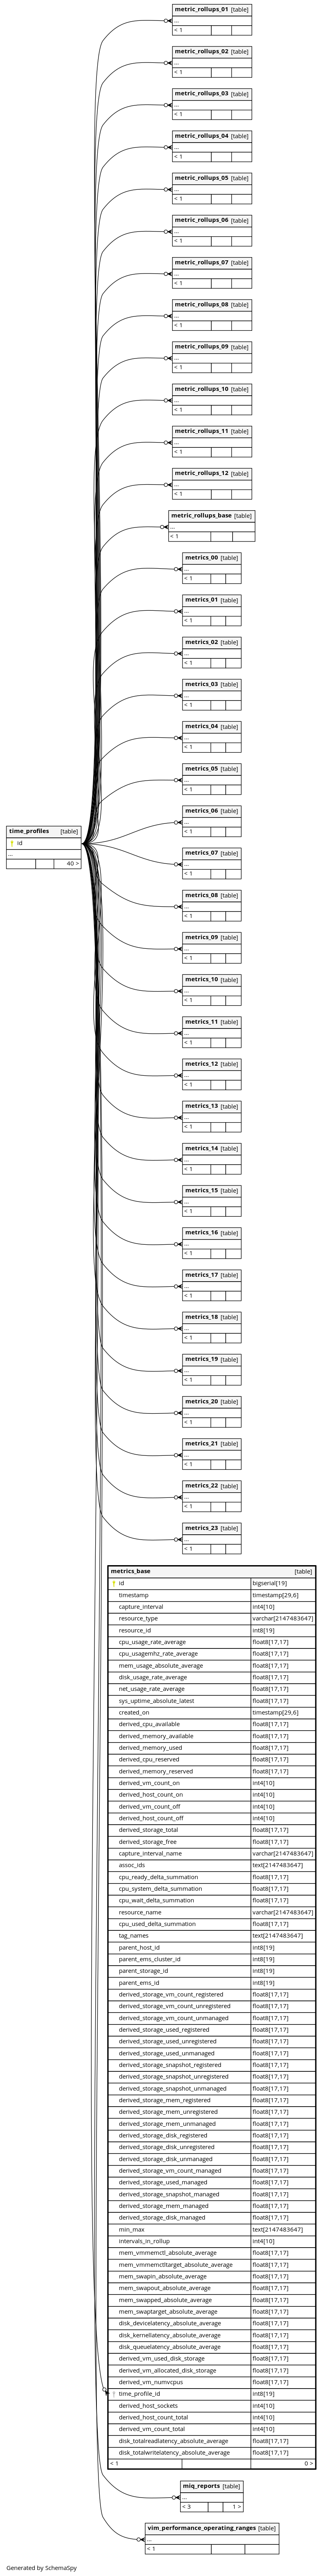 metric_rollups_01 [table]
...
< 1
metric_rollups_02 [table]
...
< 1
metric_rollups_03 [table]
...
< 1
metric_rollups_04 [table]
...
< 1
metric_rollups_05 [table]
...
< 1
metric_rollups_06 [table]
...
< 1
metric_rollups_07 [table]
...
< 1
metric_rollups_08 [table]
...
< 1
metric_rollups_09 [table]
...
< 1
metric_rollups_10 [table]
...
< 1
metric_rollups_11 [table]
...
< 1
metric_rollups_12 [table]
...
< 1
metric_rollups_base [table]
...
< 1
metrics_00 [table]
...
< 1
metrics_01 [table]
...
< 1
metrics_02 [table]
...
< 1
metrics_03 [table]
...
< 1
metrics_04 [table]
...
< 1
metrics_05 [table]
...
< 1
metrics_06 [table]
...
< 1
time_profiles [table]
id
...
40 >
metrics_07 [table]
...
< 1
metrics_08 [table]
...
< 1
metrics_09 [table]
...
< 1
metrics_10 [table]
...
< 1
metrics_11 [table]
...
< 1
metrics_12 [table]
...
< 1
metrics_13 [table]
...
< 1
metrics_14 [table]
...
< 1
metrics_15 [table]
...
< 1
metrics_16 [table]
...
< 1
metrics_17 [table]
...
< 1
metrics_18 [table]
...
< 1
metrics_19 [table]
...
< 1
metrics_20 [table]
...
< 1
metrics_21 [table]
...
< 1
metrics_22 [table]
...
< 1
metrics_23 [table]
...
< 1
metrics_base [table]
id bigserial[19]
timestamp timestamp[29,6]
capture_interval int4[10]
resource_type varchar[2147483647]
resource_id int8[19]
cpu_usage_rate_average float8[17,17]
cpu_usagemhz_rate_average float8[17,17]
mem_usage_absolute_average float8[17,17]
disk_usage_rate_average float8[17,17]
net_usage_rate_average float8[17,17]
sys_uptime_absolute_latest float8[17,17]
created_on timestamp[29,6]
derived_cpu_available float8[17,17]
derived_memory_available float8[17,17]
derived_memory_used float8[17,17]
derived_cpu_reserved float8[17,17]
derived_memory_reserved float8[17,17]
derived_vm_count_on int4[10]
derived_host_count_on int4[10]
derived_vm_count_off int4[10]
derived_host_count_off int4[10]
derived_storage_total float8[17,17]
derived_storage_free float8[17,17]
capture_interval_name varchar[2147483647]
assoc_ids text[2147483647]
cpu_ready_delta_summation float8[17,17]
cpu_system_delta_summation float8[17,17]
cpu_wait_delta_summation float8[17,17]
resource_name varchar[2147483647]
cpu_used_delta_summation float8[17,17]
tag_names text[2147483647]
parent_host_id int8[19]
parent_ems_cluster_id int8[19]
parent_storage_id int8[19]
parent_ems_id int8[19]
derived_storage_vm_count_registered float8[17,17]
derived_storage_vm_count_unregistered float8[17,17]
derived_storage_vm_count_unmanaged float8[17,17]
derived_storage_used_registered float8[17,17]
derived_storage_used_unregistered float8[17,17]
derived_storage_used_unmanaged float8[17,17]
derived_storage_snapshot_registered float8[17,17]
derived_storage_snapshot_unregistered float8[17,17]
derived_storage_snapshot_unmanaged float8[17,17]
derived_storage_mem_registered float8[17,17]
derived_storage_mem_unregistered float8[17,17]
derived_storage_mem_unmanaged float8[17,17]
derived_storage_disk_registered float8[17,17]
derived_storage_disk_unregistered float8[17,17]
derived_storage_disk_unmanaged float8[17,17]
derived_storage_vm_count_managed float8[17,17]
derived_storage_used_managed float8[17,17]
derived_storage_snapshot_managed float8[17,17]
derived_storage_mem_managed float8[17,17]
derived_storage_disk_managed float8[17,17]
min_max text[2147483647]
intervals_in_rollup int4[10]
mem_vmmemctl_absolute_average float8[17,17]
mem_vmmemctltarget_absolute_average float8[17,17]
mem_swapin_absolute_average float8[17,17]
mem_swapout_absolute_average float8[17,17]
mem_swapped_absolute_average float8[17,17]
mem_swaptarget_absolute_average float8[17,17]
disk_devicelatency_absolute_average float8[17,17]
disk_kernellatency_absolute_average float8[17,17]
disk_queuelatency_absolute_average float8[17,17]
derived_vm_used_disk_storage float8[17,17]
derived_vm_allocated_disk_storage float8[17,17]
derived_vm_numvcpus float8[17,17]
time_profile_id int8[19]
derived_host_sockets int4[10]
derived_host_count_total int4[10]
derived_vm_count_total int4[10]
disk_totalreadlatency_absolute_average float8[17,17]
disk_totalwritelatency_absolute_average float8[17,17]
< 1 0 >
miq_reports [table]
...
< 3 1 >
vim_performance_operating_ranges [table]
...
< 1
Generated by SchemaSpy